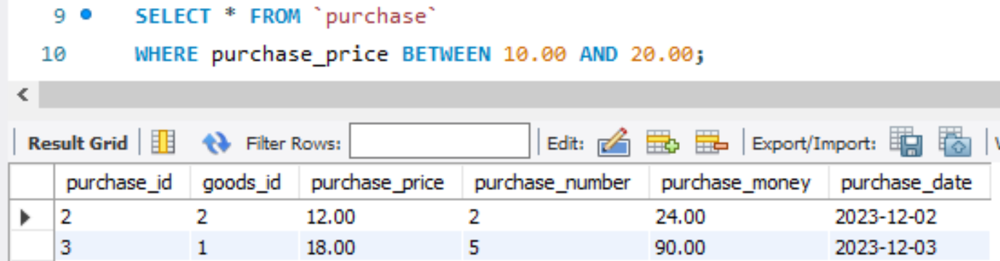 9 SELECT * FROM `purchase`
10 WHERE purchase_price BETWEEN 10.00 AND 20.00;
Result Grid Filter Rows: Edit: Export/Import:
purchase_id goods_id purchase_price purchase_number purchase_money purchase_date
2 2 12.00 2 24.00 2023-12-02
3 1 18.00 5 90.00 2023-12-03